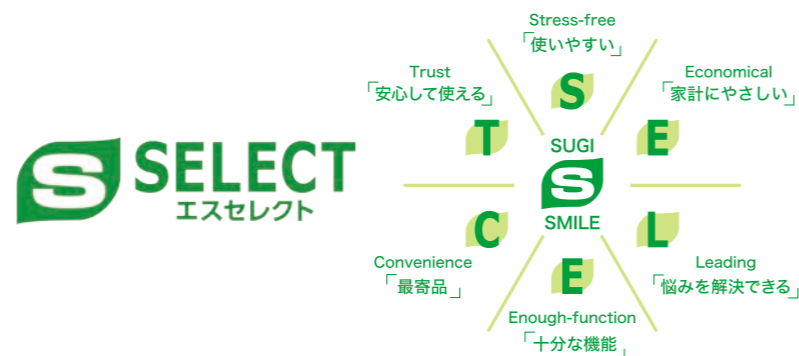 S SELECT
エスセレクト
Stress-free
「使いやすい」
S
Economical
「家計にやさしい」
E
Leading
「悩みを解決できる」
L
Enough-function
「十分な機能」
E
Convenience
「最寄品」
C
Trust
「安心して使える」
T
SUGI
S
SMILE